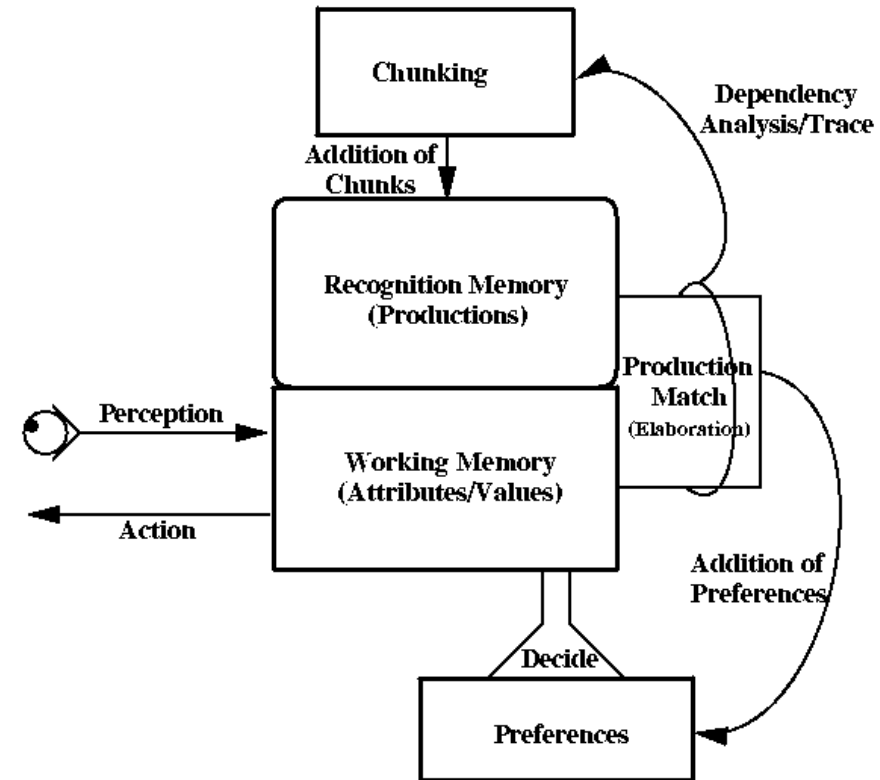 Chunking
Dependency
Analysis/Trace
Addition of
Chunks
Recognition Memory
(Productions)
Production
Match
(Elaboration)
Perception
Working Memory
(Attributes/Values)
Action
Addition of
Preferences
Decide
Preferences